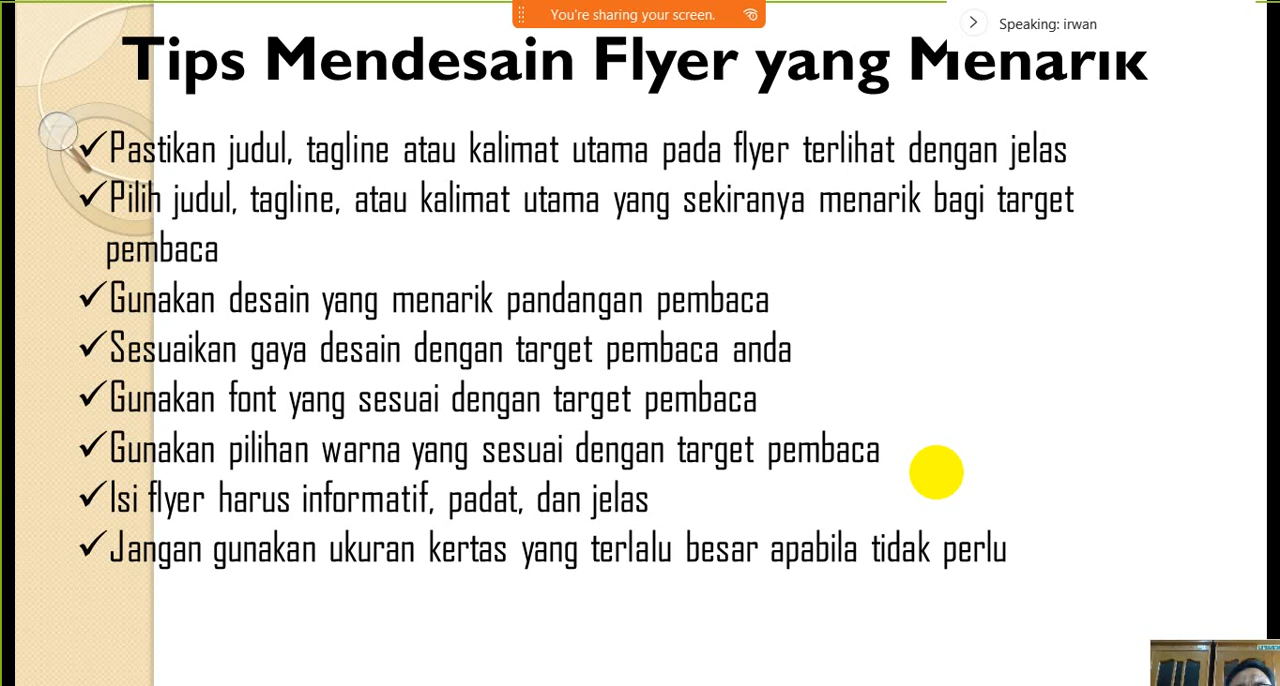 You're sharing your screen.
Speaking: irwan
Tips Mendesain Flyer yang Menarik
✓Pastikan judul, tagline atau kalimat utama pada flyer terlihat dengan jelas
✓Pilih judul, tagline, atau kalimat utama yang sekiranya menarik bagi target
pembaca
✓Gunakan desain yang menarik pandangan pembaca
✓Sesuaikan gaya desain dengan target pembaca anda
✓Gunakan font yang sesuai dengan target pembaca
✓Gunakan pilihan warna yang sesuai dengan target pembaca
✓Isi flyer harus informatif, padat, dan jelas
✓Jangan gunakan ukuran kertas yang terlalu besar apabila tidak perlu